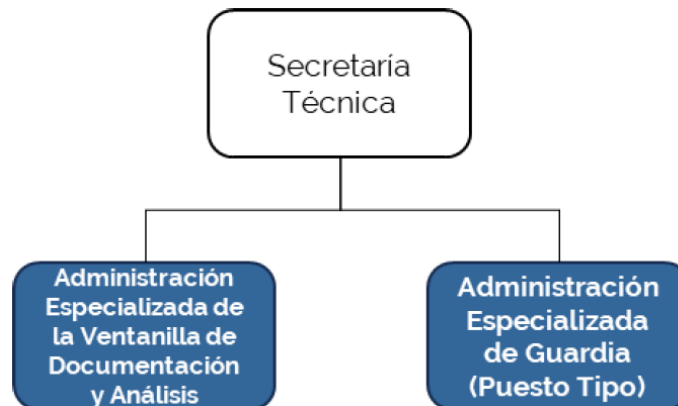 Secretaría
Técnica
Administración
Especializada de
la Ventanilla de
Documentación
y Análisis
Administración
Especializada
de Guardia
(Puesto Tipo)